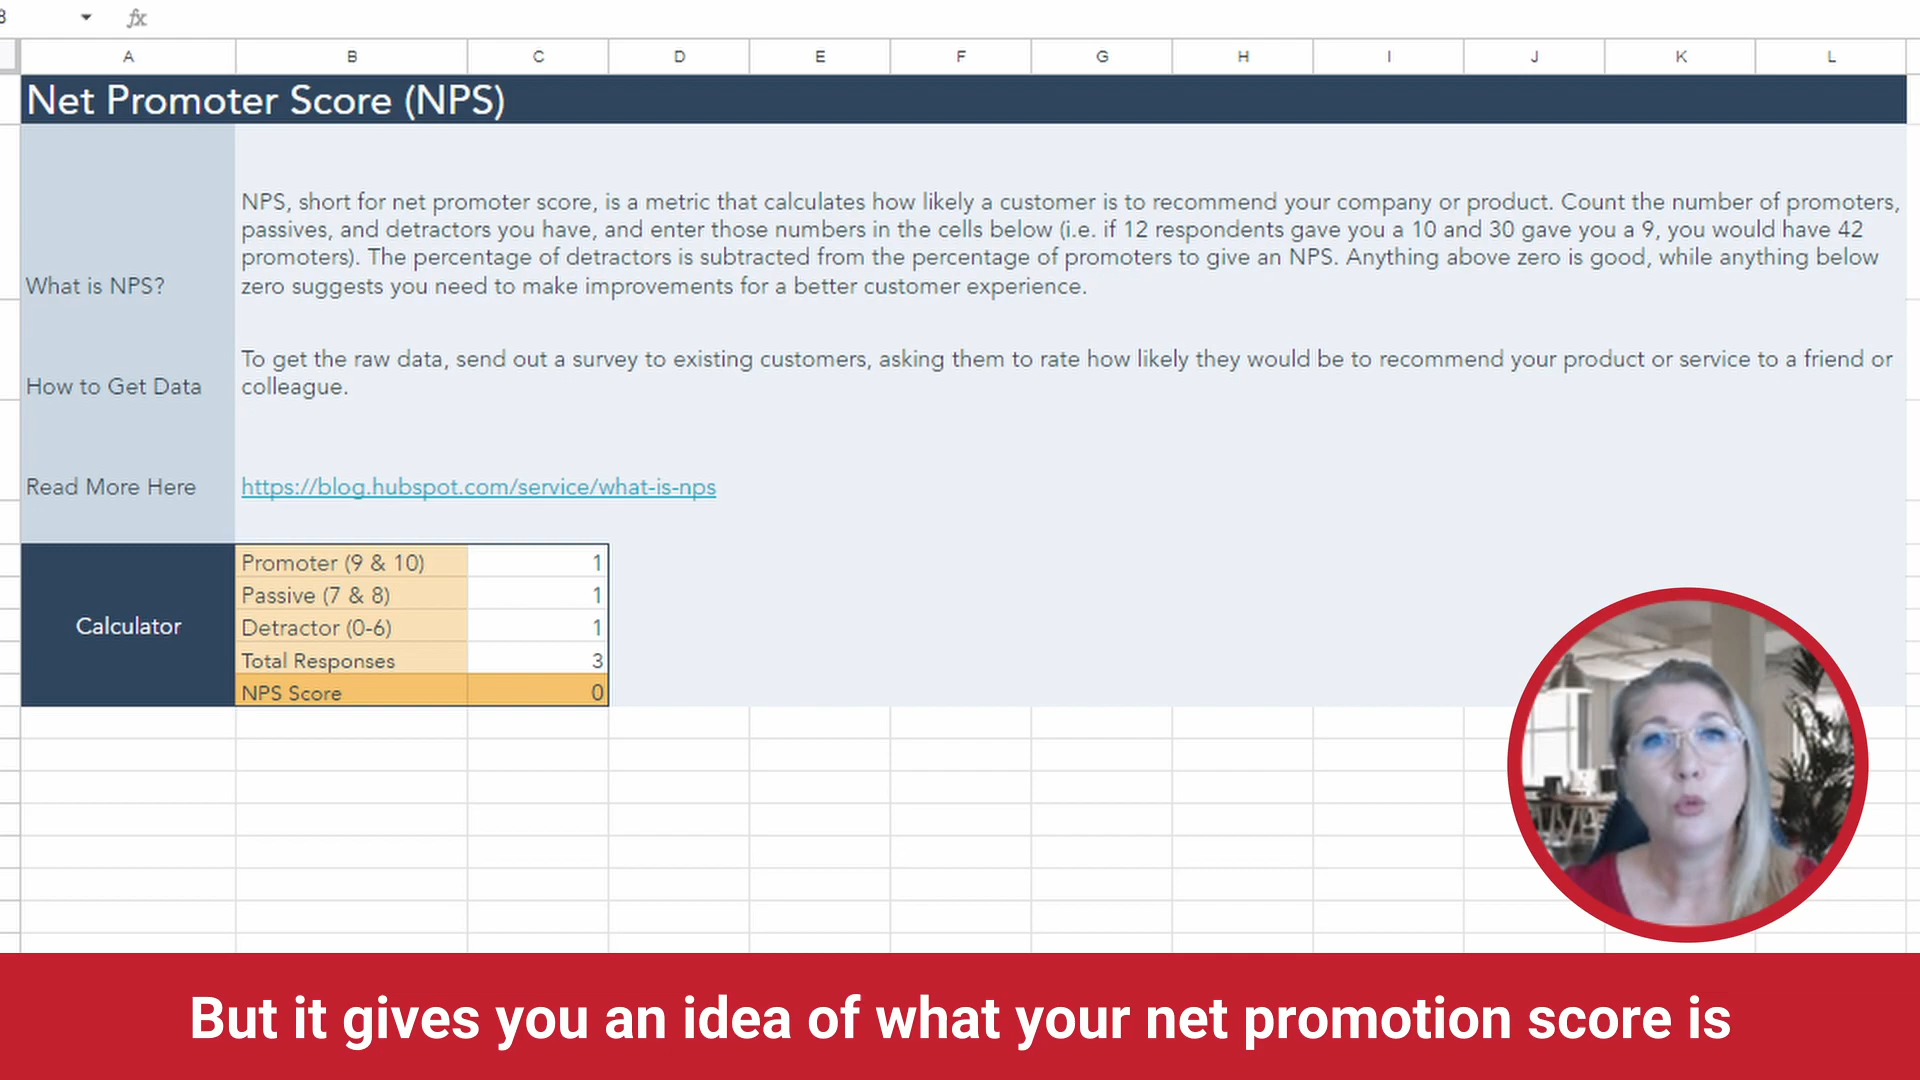 8 fx
A B C D E F G H I J K L
Net Promoter Score (NPS)
NPS, short for net promoter score, is a metric that calculates how likely a customer is to recommend your company or product. Count the number of promoters,
passives, and detractors you have, and enter those numbers in the cells below (i.e. if 12 respondents gave you a 10 and 30 gave you a 9, you would have 42
promoters). The percentage of detractors is subtracted from the percentage of promoters to give an NPS. Anything above zero is good, while anything below
What is NPS? zero suggests you need to make improvements for a better customer experience.
To get the raw data, send out a survey to existing customers, asking them to rate how likely they would be to recommend your product or service to a friend or
How to Get Data colleague.
Read More Here https://blog.hubspot.com/service/what-is-nps
Promoter (9 & 10) 1
Passive (7 & 8) 1
Calculator Detractor (0-6) 1
Total Responses 3
NPS Score 0
But it gives you an idea of what your net promotion score is